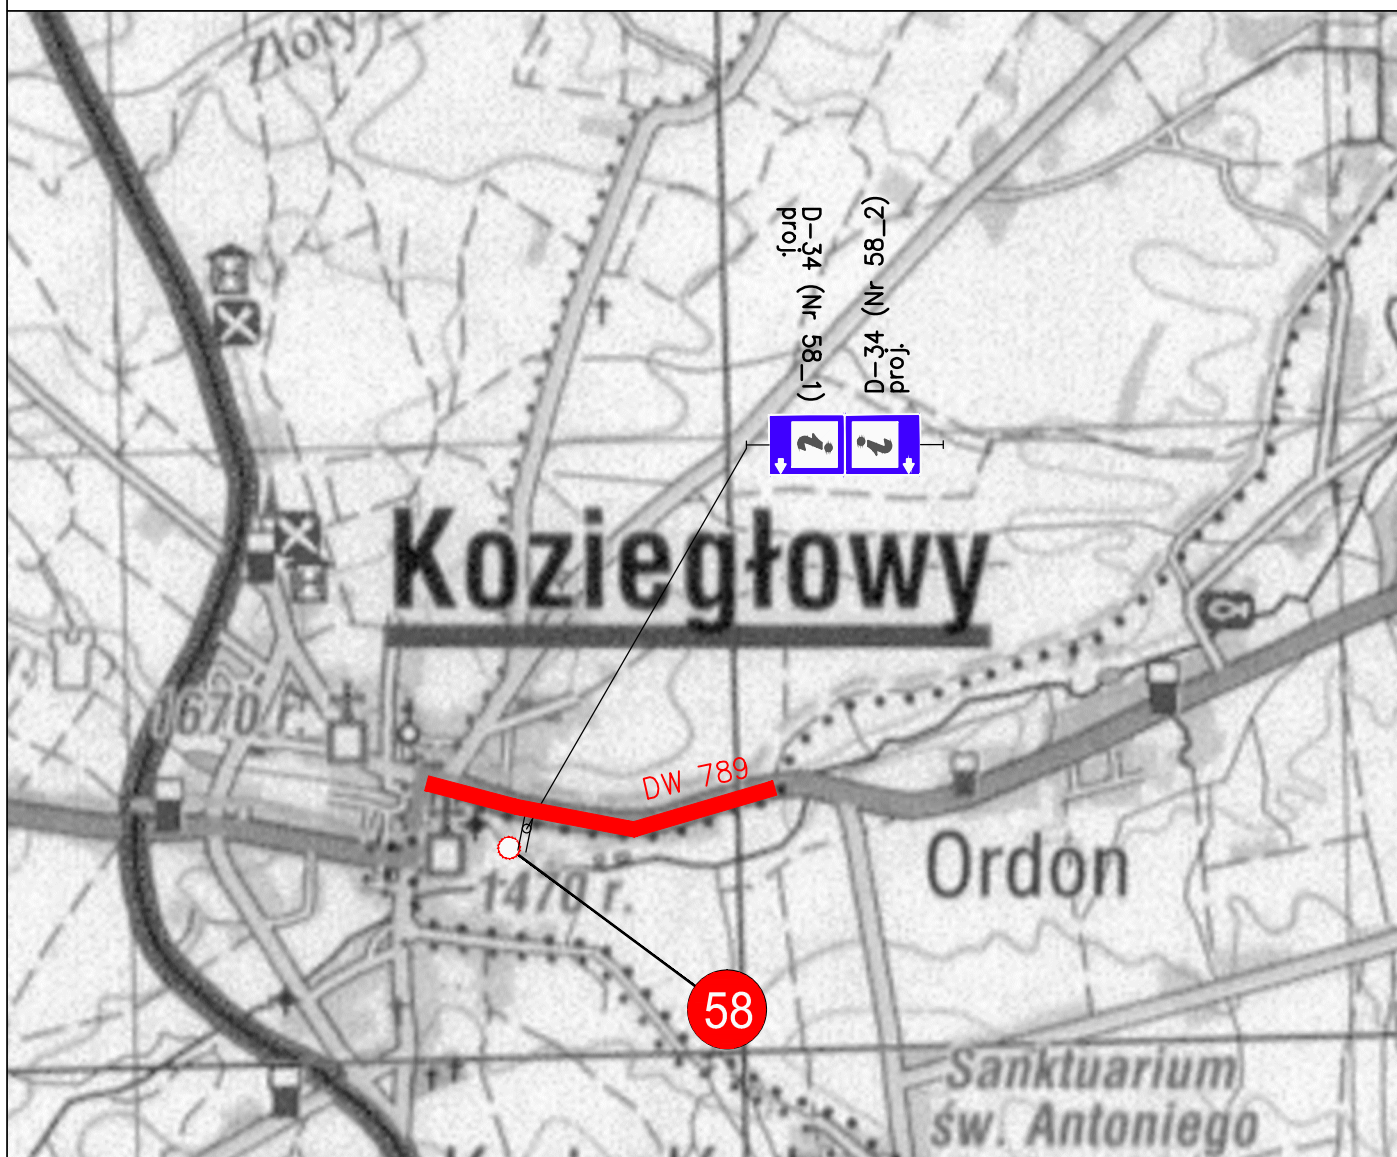 Złoty
D-34 (Nr 58_1)
proj.
D-34 (Nr 58_2)
proj.
i
i
Koziegłowy
1670 r.
DW 789
Ordon
1470 r.
58
Sanktuarium
św. Antoniego